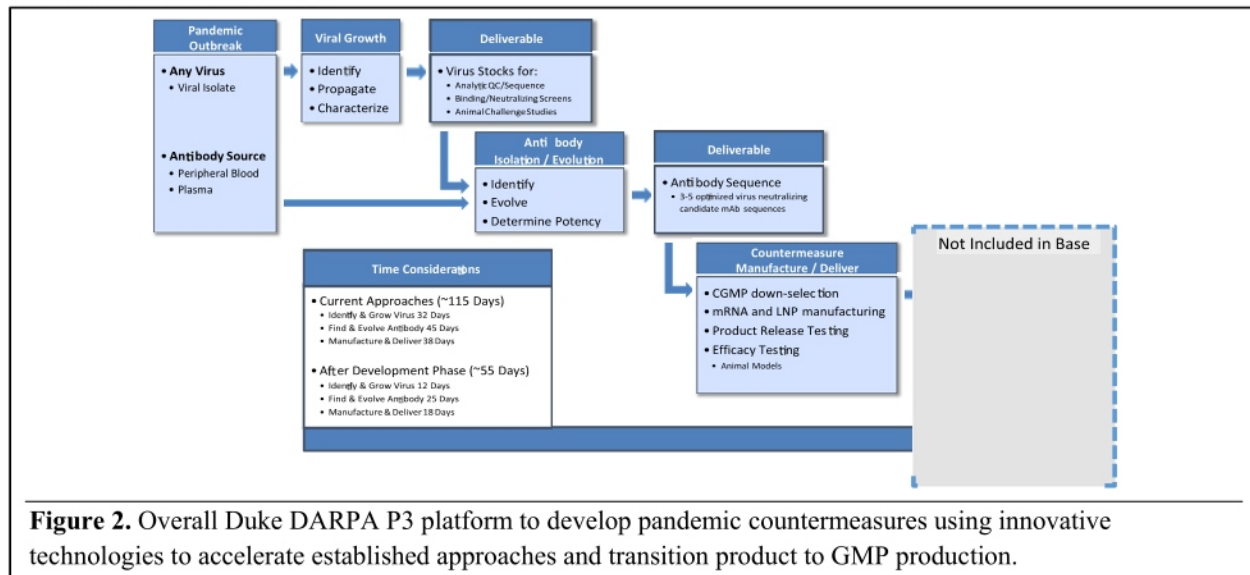 Pandemic
Outbreak
• Any Virus
• Viral Isolate
• Antibody Source
• Peripheral Blood
• Plasma
Viral Growth
• Identify
• Propagate
• Characterize
Deliverable
• Virus Stocks for:
• Analytic QC/Sequence
• Binding/Neutralizing Screens
• Animal Challenge Studies
Anti body
Isolation / Evolution
• Identify
• Evolve
• Determine Potency
Deliverable
• Antibody Sequence
• 3-5 optimized virus neutralizing
candidate mAb sequences
Countermeasure
Manufacture / Deliver
• CGMP down-selection
• mRNA and LNP manufacturing
• Product Release Testing
• Efficacy Testing
• Animal Models
Not Included in Base
Time Considerations
• Current Approaches (~115 Days)
• Identify & Grow Virus 32 Days
• Find & Evolve Antibody 45 Days
• Manufacture & Deliver 38 Days
• After Development Phase (~55 Days)
• Identify & Grow Virus 12 Days
• Find & Evolve Antibody 25 Days
• Manufacture & Deliver 18 Days
Figure 2. Overall Duke DARPA P3 platform to develop pandemic countermeasures using innovative
technologies to accelerate established approaches and transition product to GMP production.